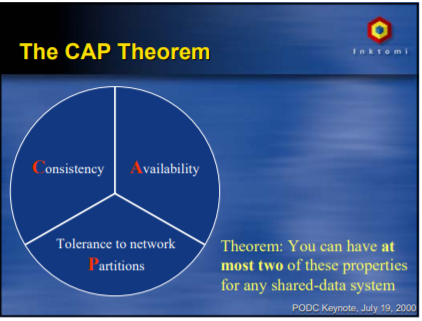 The CAP Theorem
Inktomi
Consistency
Availability
Tolerance to network
Partitions
Theorem: You can have at
most two of these properties
for any shared-data system
PODC Keynote, July 19, 2000